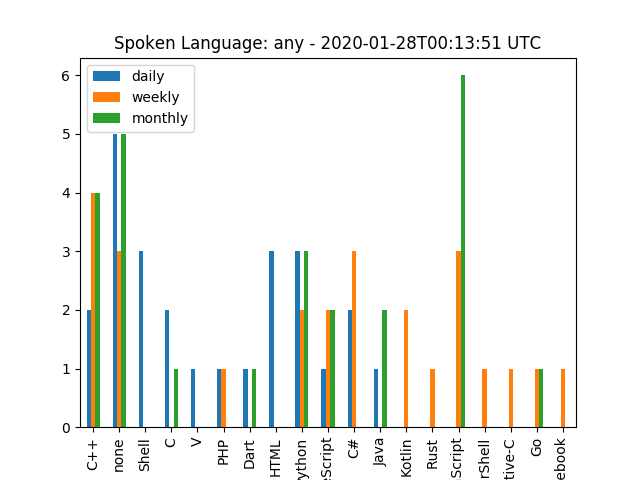 Spoken Language: any - 2020-01-28T00:13:51 UTC
daily
weekly
monthly
6
5
4
3
2
1
0
C++
none
Shell
C
V
PHP
Dart
HTML
ython
eScript
C#
Java
Kotlin
Rust
Script
rShell
tive-C
Go
ebook